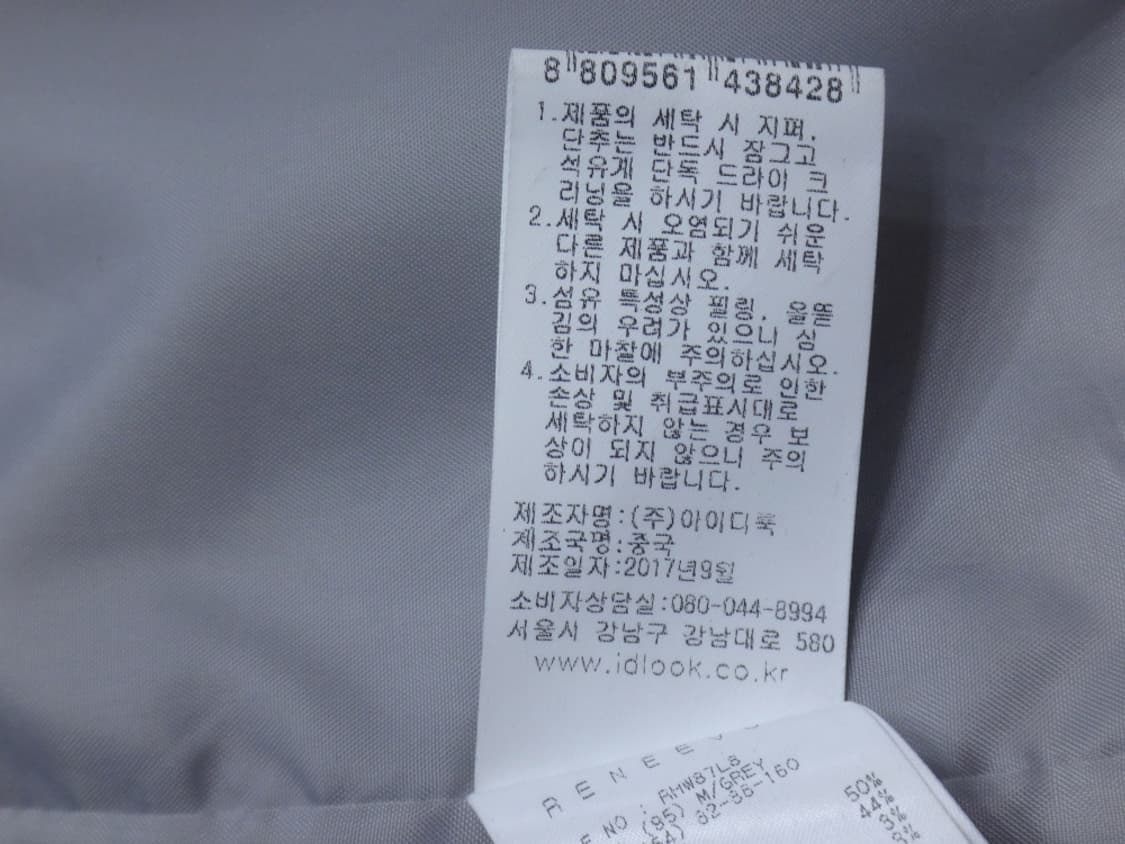 8 809561 438428
1.제품의 세탁 시 지퍼,
단추는 반드시 잠그고
석유계 단독 드라이 크
리닝을 하시기 바랍니다.
2.세탁 시 오염되기 쉬운
다른 제품과 함께 세탁
하지 마십시오.
3.섬유 특성상 필링, 올뜯
김의 우려가 있으니 심
한 마찰에 주의하십시오.
4.소비자의 부주의로 인한
손상 및 취급표시대로
세탁하지 않는 경우 보
상이 되지 않으니 주의
하시기 바랍니다.
제조자명:(주)아이디룩
제조국명:중국
제조일자:2017년9월
소비자상담실:080-044-8994
서울시 강남구 강남대로 580
www.idlook.co.kr
RENEEV
NO : RHW87L8
(85) M/GREY
82-88-160
50%
44%
3%
3%